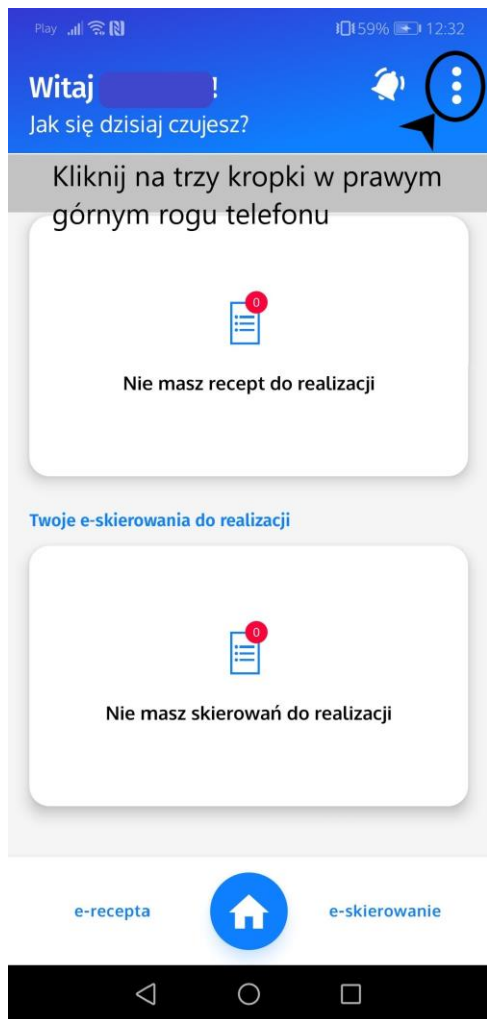 Play 59% 12:32
Witaj !
Jak się dzisiaj czujesz?
Kliknij na trzy kropki w prawym
górnym rogu telefonu
0
Nie masz recept do realizacji
Twoje e-skierowania do realizacji
0
Nie masz skierowań do realizacji
e-recepta e-skierowanie